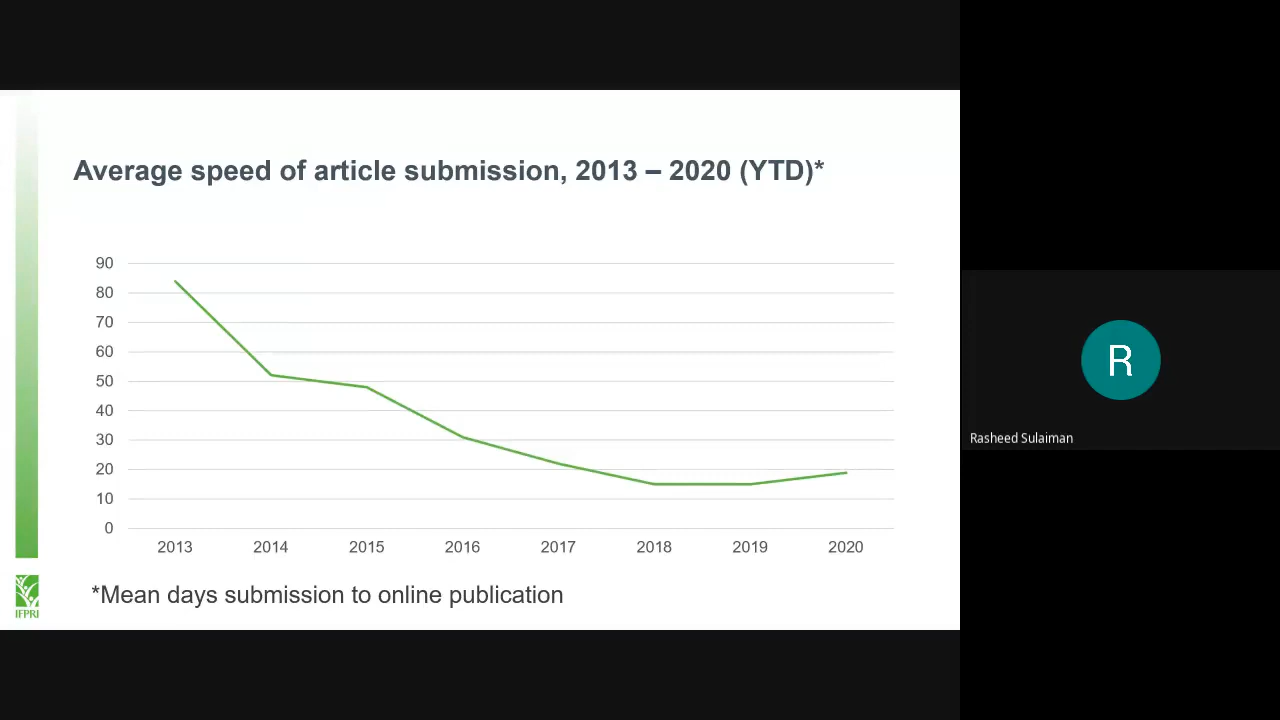 Average speed of article submission, 2013 – 2020 (YTD)*
90
80
70
60
50
40
30
20
10
0
2013 2014 2015 2016 2017 2018 2019 2020
*Mean days submission to online publication
IFPRI
R
Rasheed Sulaiman